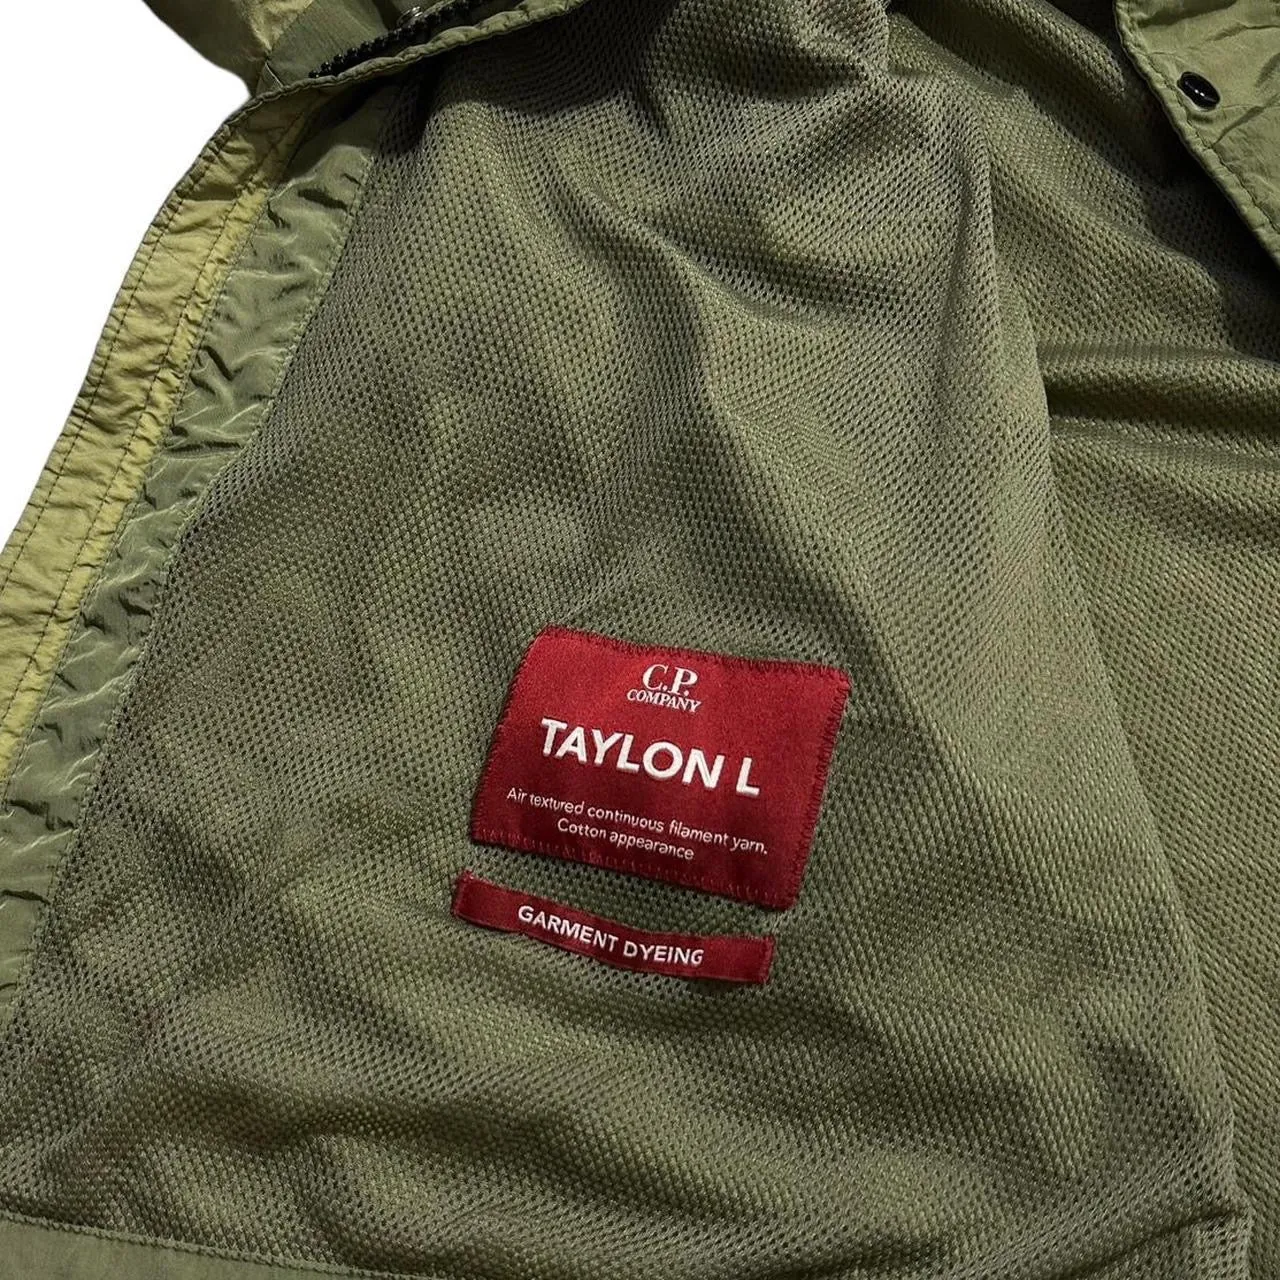 C.P.
COMPANY
TAYLON L
Air textured continuous filament yarn.
Cotton appearance
GARMENT DYEING